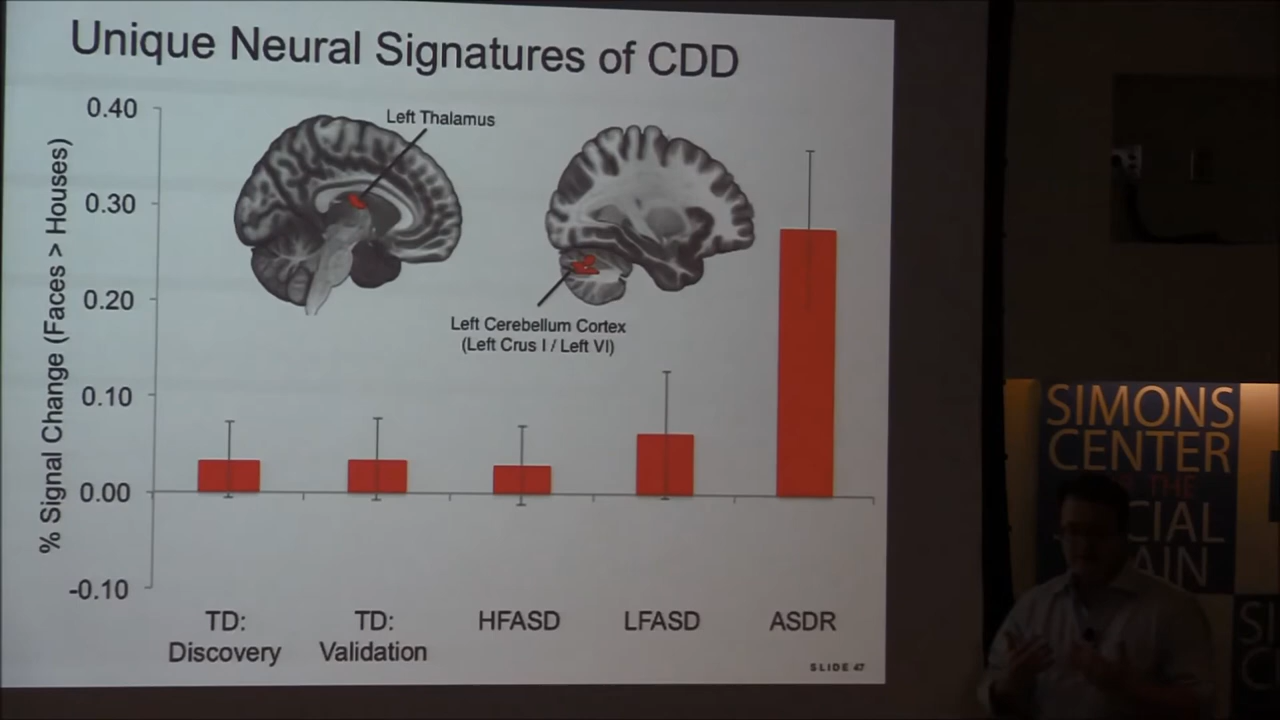 Unique Neural Signatures of CDD
% Signal Change (Faces > Houses)
0.40
0.30
0.20
0.10
0.00
-0.10
Left Thalamus
Left Cerebellum Cortex
(Left Crus I / Left VI)
TD:
Discovery
TD:
Validation
HFASD
LFASD
ASDR
SLIDE 47
SIMONS
CENTER
THE
CIAL
AIN